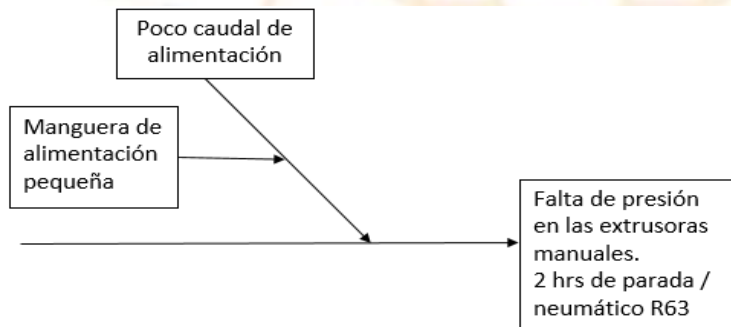 Poco caudal de
alimentación
Manguera de
alimentación
pequeña
Falta de presión
en las extrusoras
manuales.
2 hrs de parada /
neumático R63